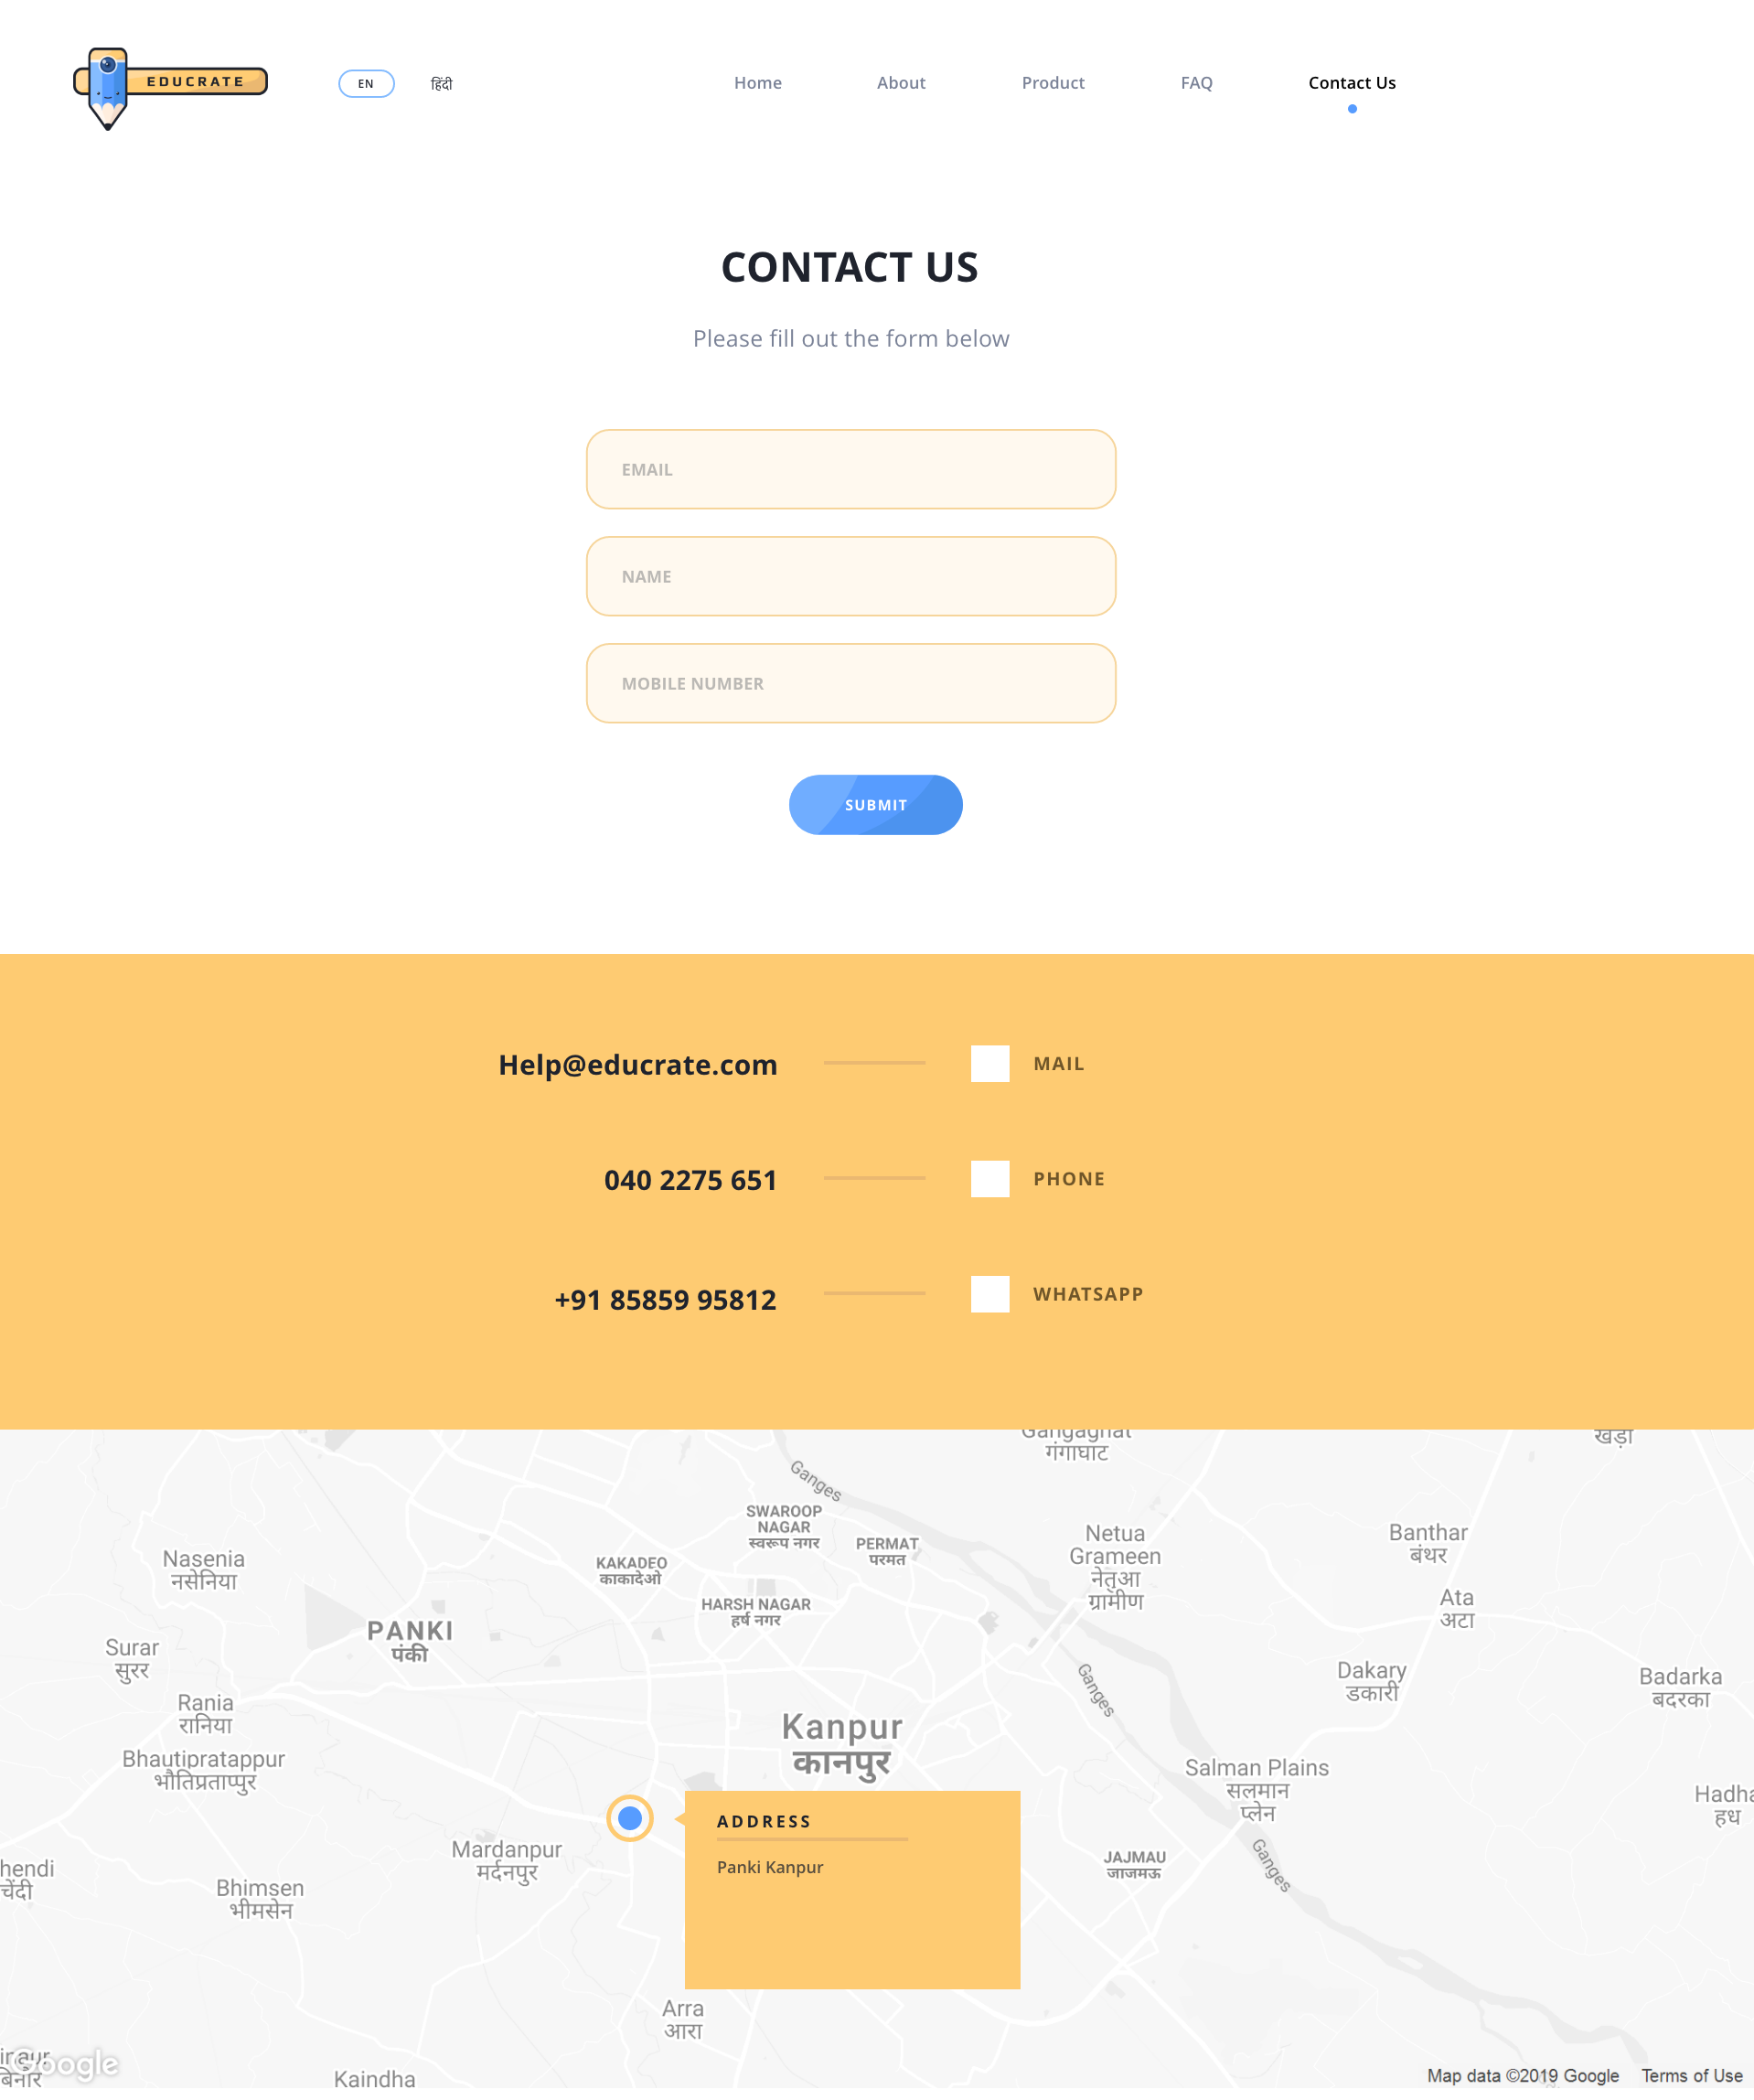 EDUCRATE
EN
हिंदी
Home
About
Product
FAQ
Contact Us
CONTACT US
Please fill out the form below
EMAIL
NAME
MOBILE NUMBER
SUBMIT
Help@educrate.com
MAIL
040 2275 651
PHONE
+91 85859 95812
WHATSAPP
Gangaghat
गंगाघाट
खेड़ा
Ganges
SWAROOP
NAGAR
स्वरूप नगर
PERMAT
परमत
Netua
Grameen
नेतुआ
ग्रामीण
Banthar
बंथर
Nasenia
नसेनिया
KAKADEO
काकादेओ
HARSH NAGAR
हर्ष नगर
Ata
अटा
PANKI
पंकी
Surar
सुरर
Ganges
Dakary
डकारी
Badarka
बदरका
Rania
रानिया
Kanpur
कानपुर
Bhautipratappur
भौतिप्रताप्पुर
Salman Plains
सलमान
प्लेन
Hadha
हध
ADDRESS
Panki Kanpur
Mardanpur
मर्दनपुर
JAJMAU
जाजमऊ
Ganges
hendi
चेंदी
Bhimsen
भीमसेन
Arra
आरा
Google
Kaindha
Map data ©2019 Google
Terms of Use